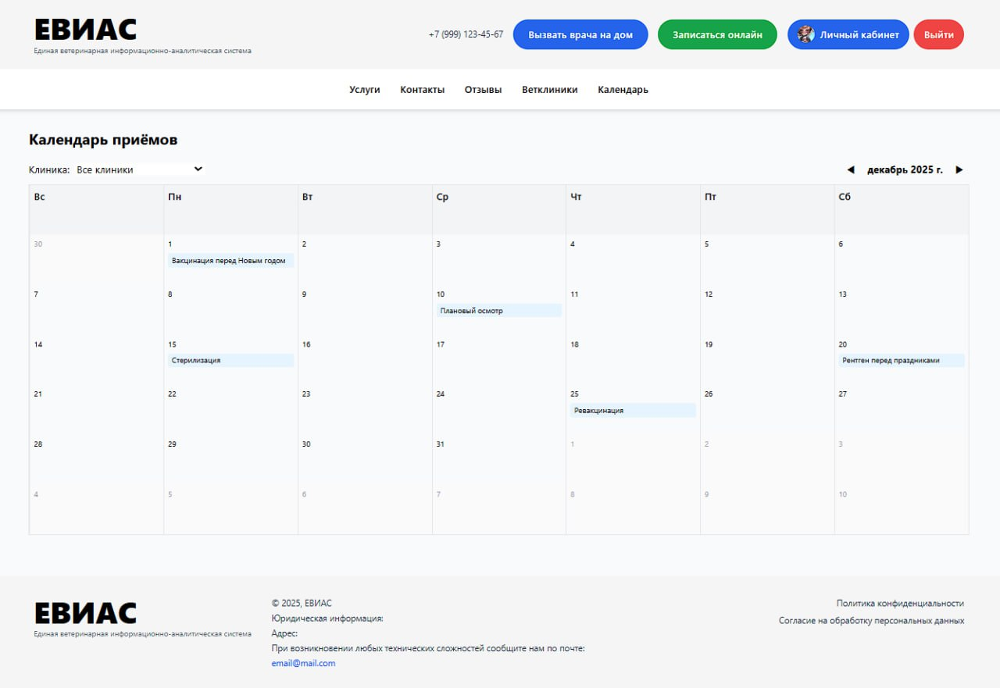 ЕВИАС
Единая ветеринарная информационно-аналитическая система
+7 (999) 123-45-67
Вызвать врача на дом
Записаться онлайн
Личный кабинет
Выйти
Услуги Контакты Отзывы Ветклиники Календарь
Календарь приёмов
Клиника: Все клиники
◀ декабрь 2025 г. ▶
Вс Пн Вт Ср Чт Пт Сб
30 1 2 3 4 5 6
Вакцинация перед Новым годом
7 8 9 10 11 12 13
Плановый осмотр
14 15 16 17 18 19 20
Стерилизация Рентген перед праздниками
21 22 23 24 25 26 27
Ревакцинация
28 29 30 31 1 2 3
4 5 6 7 8 9 10
ЕВИАС
Единая ветеринарная информационно-аналитическая система
© 2025, ЕВИАС
Юридическая информация:
Адрес:
При возникновении любых технических сложностей сообщите нам по почте:
email@mail.com
Политика конфиденциальности
Согласие на обработку персональных данных